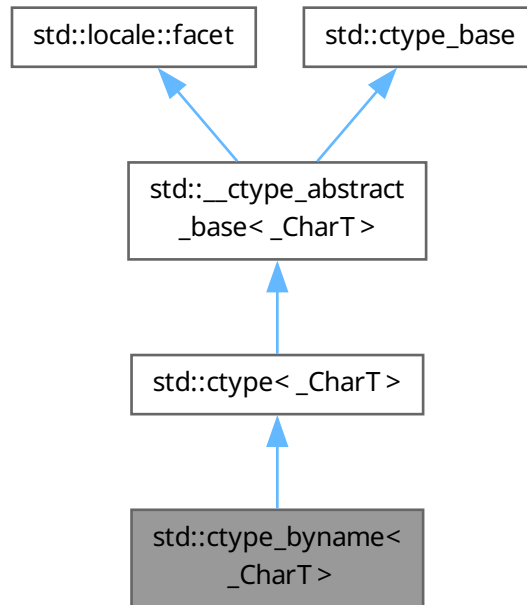 std::locale::facet
std::ctype_base
std::__ctype_abstract
_base< _CharT >
std::ctype< _CharT >
std::ctype_byname<
_CharT >